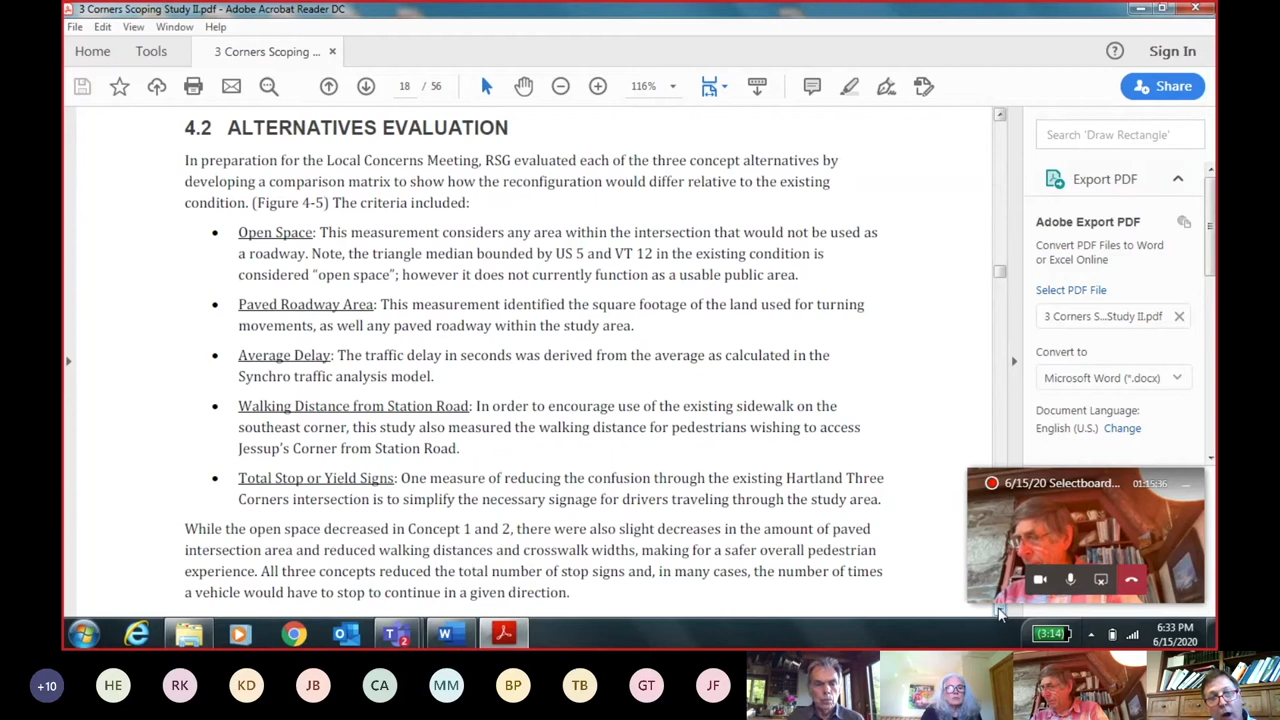 3 Corners Scoping Study II.pdf - Adobe Acrobat Reader DC
File Edit View Window Help
Home Tools 3 Corners Scoping ... × Sign In
18 / 56 116% Share
4.2 ALTERNATIVES EVALUATION
In preparation for the Local Concerns Meeting, RSG evaluated each of the three concept alternatives by
developing a comparison matrix to show how the reconfiguration would differ relative to the existing
condition. (Figure 4-5) The criteria included:
• Open Space: This measurement considers any area within the intersection that would not be used as
a roadway. Note, the triangle median bounded by US 5 and VT 12 in the existing condition is
considered “open space”; however it does not currently function as a usable public area.
• Paved Roadway Area: This measurement identified the square footage of the land used for turning
movements, as well any paved roadway within the study area.
• Average Delay: The traffic delay in seconds was derived from the average as calculated in the
Synchro traffic analysis model.
• Walking Distance from Station Road: In order to encourage use of the existing sidewalk on the
southeast corner, this study also measured the walking distance for pedestrians wishing to access
Jessup’s Corner from Station Road.
• Total Stop or Yield Signs: One measure of reducing the confusion through the existing Hartland Three
Corners intersection is to simplify the necessary signage for drivers traveling through the study area.
While the open space decreased in Concept 1 and 2, there were also slight decreases in the amount of paved
intersection area and reduced walking distances and crosswalk widths, making for a safer overall pedestrian
experience. All three concepts reduced the total number of stop signs and, in many cases, the number of times
a vehicle would have to stop to continue in a given direction.
Search 'Draw Rectangle'
Export PDF
Adobe Export PDF
Convert PDF Files to Word
or Excel Online
Select PDF File
3 Corners S...Study II.pdf ×
Convert to
Microsoft Word (*.docx)
Document Language:
English (U.S.) Change
6/15/20 Selectboard... 01:15:36
(3:14)
6:33 PM
6/15/2020
+10 HE RK KD JB CA MM BP TB GT JF